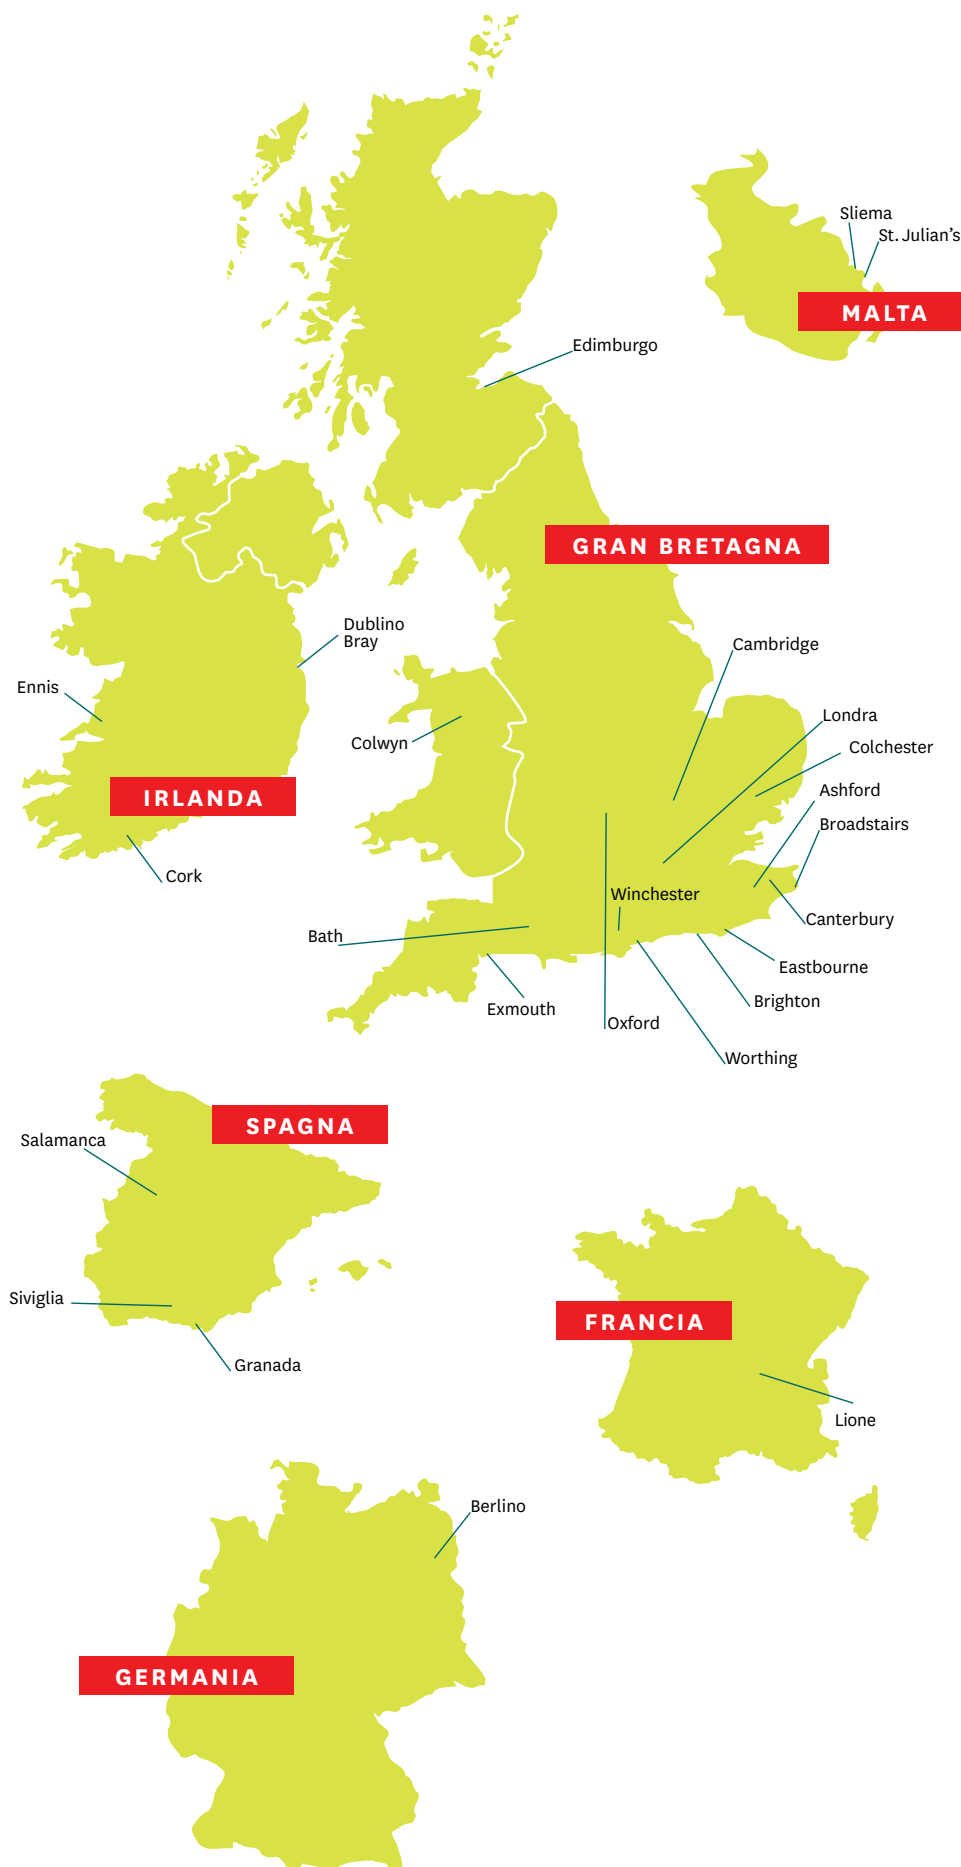 Sliema
St. Julian's
MALTA
Edimburgo
GRAN BRETAGNA
Dublino
Bray
Cambridge
Ennis
Londra
Colwyn
Colchester
IRLANDA
Ashford
Broadstairs
Cork
Winchester
Canterbury
Bath
Eastbourne
Exmouth
Brighton
Oxford
Worthing
SPAGNA
Salamanca
Siviglia
FRANCIA
Granada
Lione
Berlino
GERMANIA